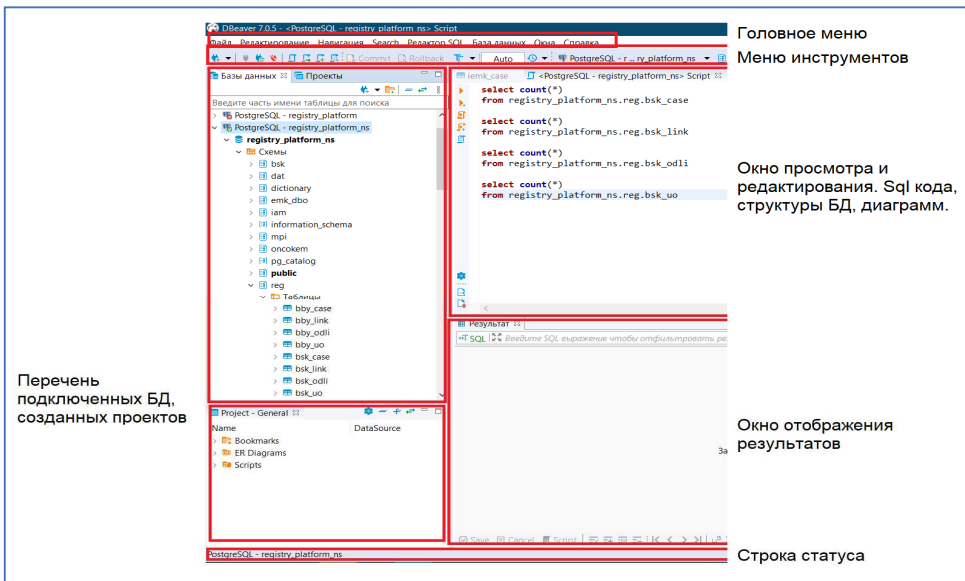 DBeaver 7.0.5 - <PostgreSQL - registry_platform_ns> Script
Файл Редактирование Навигация Search Редактор SQL База данных Окна Справка
Commit Rollback Auto PostgreSQL - r ... ry_platform_ns
Базы данных Проекты
Введите часть имени таблицы для поиска
PostgreSQL - registry_platform
PostgreSQL - registry_platform_ns
registry_platform_ns
Схемы
bsk
dat
dictionary
emk_dbo
iam
information_schema
mpi
oncokem
pg_catalog
public
reg
Таблицы
bby_case
bby_link
bby_odli
bby_uo
bsk_case
bsk_link
bsk_odli
bsk_uo
Project - General
Name DataSource
Bookmarks
ER Diagrams
Scripts
iemk_case <PostgreSQL - registry_platform_ns> Script
select count(*)
from registry_platform_ns.reg.bsk_case
select count(*)
from registry_platform_ns.reg.bsk_link
select count(*)
from registry_platform_ns.reg.bsk_odli
select count(*)
from registry_platform_ns.reg.bsk_uo
Результат
SQL Введите SQL выражение чтобы отфильтровать ре
За
Save Cancel Script
PostgreSQL - registry_platform_ns
Перечень
подключенных БД,
созданных проектов
Головное меню
Меню инструментов
Окно просмотра и
редактирования. Sql кода,
структуры БД, диаграмм.
Окно отображения
результатов
Строка статуса